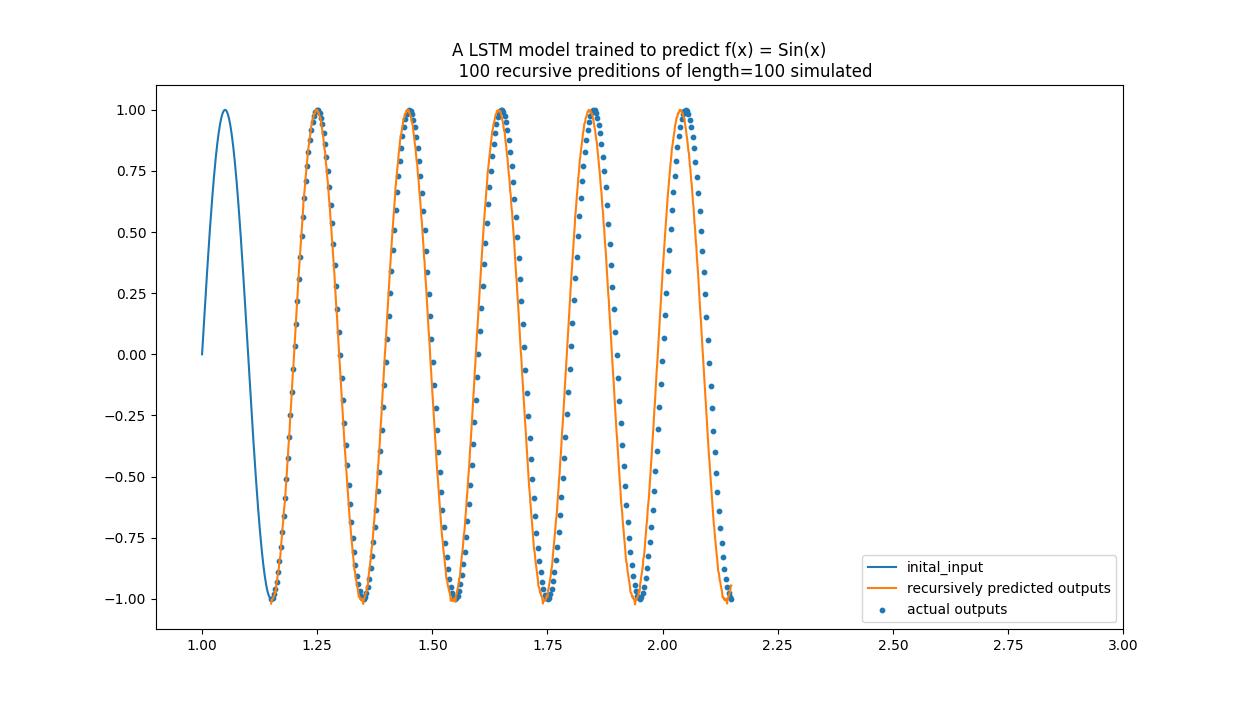 A LSTM model trained to predict f(x) = Sin(x)
100 recursive preditions of length=100 simulated
1.00
0.75
0.50
0.25
0.00
−0.25
−0.50
−0.75
−1.00
inital_input
recursively predicted outputs
actual outputs
1.00 1.25 1.50 1.75 2.00 2.25 2.50 2.75 3.00